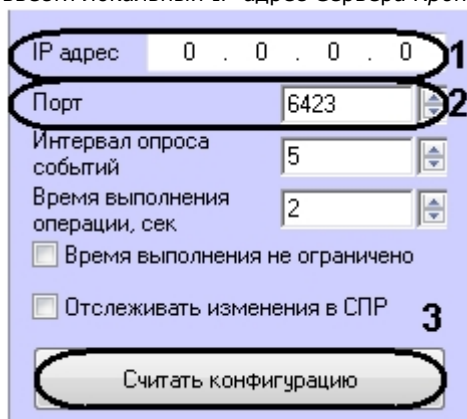 IP адрес 0 . 0 . 0 . 0 1
Порт 6423 2
Интервал опроса
событий 5
Время выполнения
операции, сек 2
Время выполнения не ограничено
Отслеживать изменения в СПР
3
Считать конфигурацию